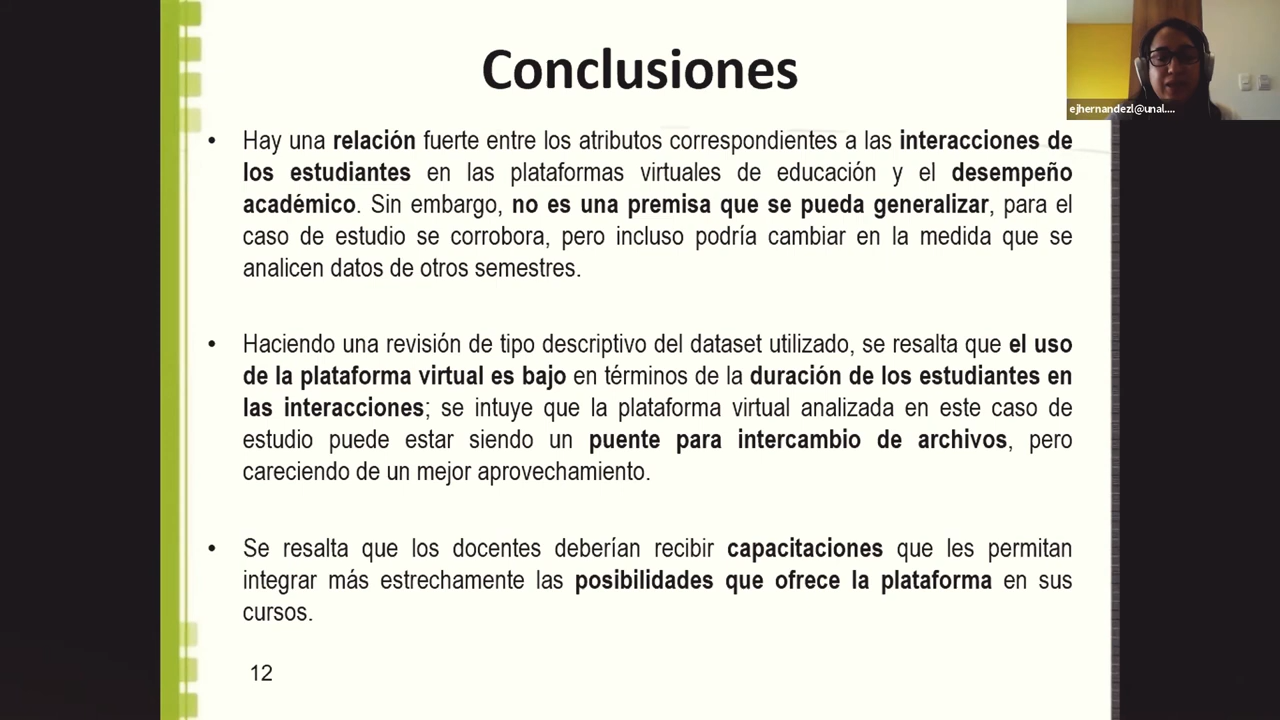 Conclusiones
ejhernandezl@unal....
• Hay una relación fuerte entre los atributos correspondientes a las interacciones de
los estudiantes en las plataformas virtuales de educación y el desempeño
académico. Sin embargo, no es una premisa que se pueda generalizar, para el
caso de estudio se corrobora, pero incluso podría cambiar en la medida que se
analicen datos de otros semestres.
• Haciendo una revisión de tipo descriptivo del dataset utilizado, se resalta que el uso
de la plataforma virtual es bajo en términos de la duración de los estudiantes en
las interacciones; se intuye que la plataforma virtual analizada en este caso de
estudio puede estar siendo un puente para intercambio de archivos, pero
careciendo de un mejor aprovechamiento.
• Se resalta que los docentes deberían recibir capacitaciones que les permitan
integrar más estrechamente las posibilidades que ofrece la plataforma en sus
cursos.
12